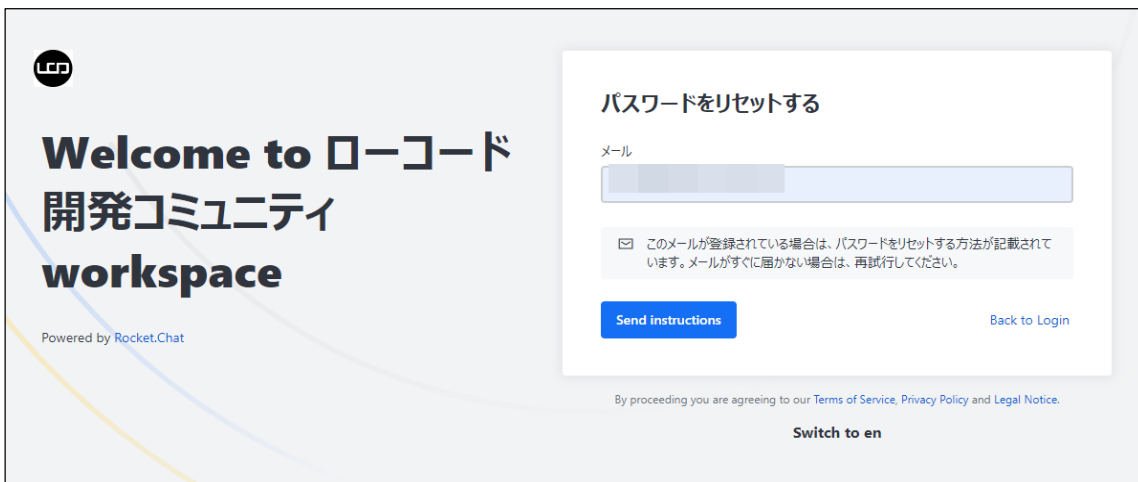 LCD
Welcome to ローコード
開発コミュニティ
workspace
Powered by Rocket.Chat
パスワードをリセットする
メール
このメールが登録されている場合は、パスワードをリセットする方法が記載されて
います。メールがすぐに届かない場合は、再試行してください。
Send instructions
Back to Login
By proceeding you are agreeing to our Terms of Service, Privacy Policy and Legal Notice.
Switch to en